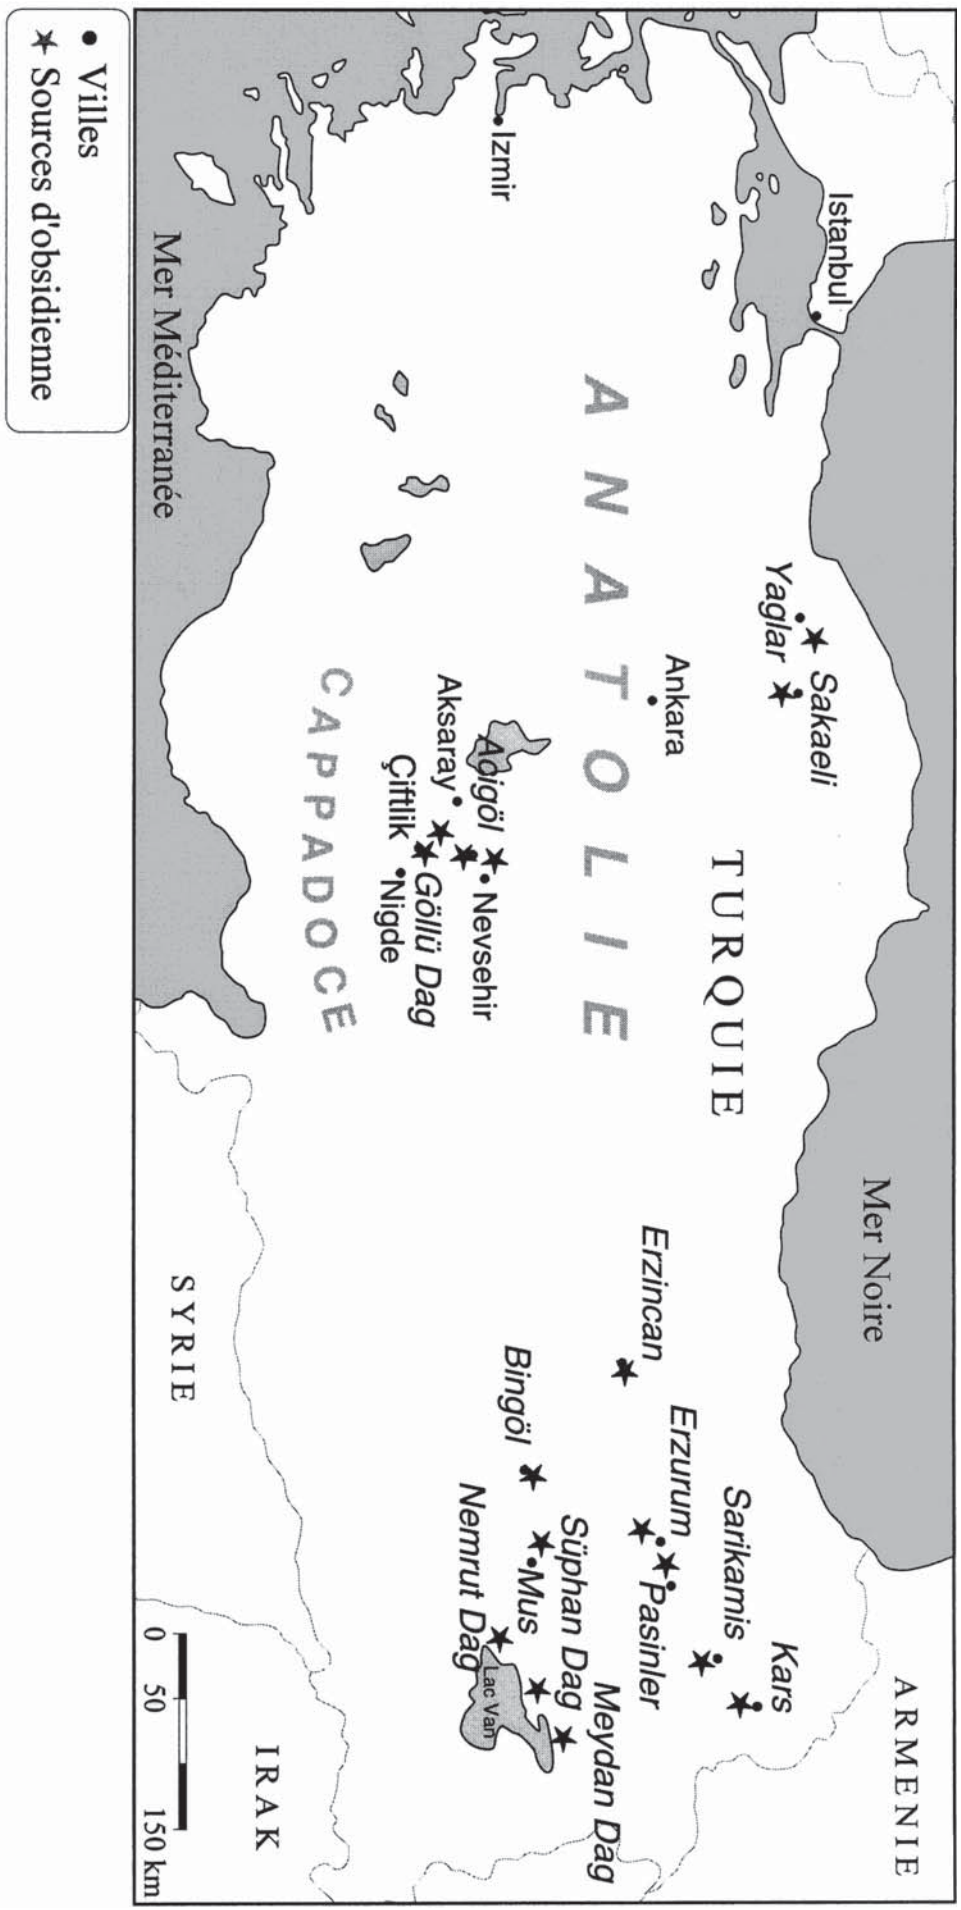 Mer Noire
ARMENIE
Istanbul
Sakaeli
Yaglar
Kars
TURQUIE
Sarikamis
Ankara
Erzurum
Pasinler
Erzincan
ANATOLIE
Meydan Dag
Süphan Dag
Izmir
Bingöl
Mus
Acigöl
Nevsehir
Nemrut Dag
Lac Van
Aksaray
Göllü Dag
Çiftlik
Nigde
CAPPADOCE
IRAK
SYRIE
Mer Méditerranée
0 50 150 km
Villes
Sources d'obsidienne